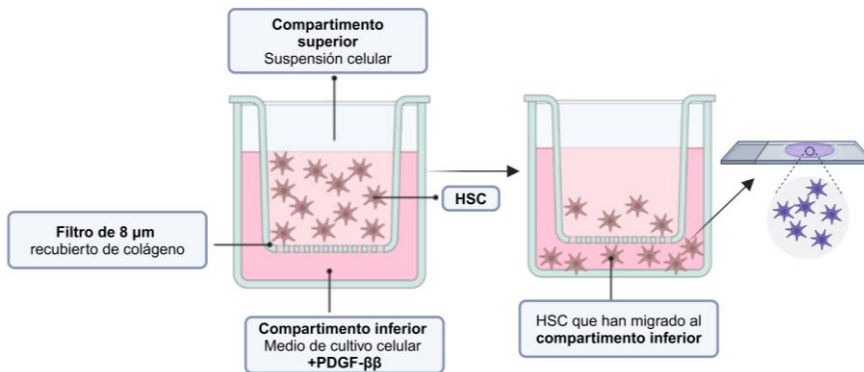 Compartimento
superior
Suspensión celular
HSC
Filtro de 8 µm
recubierto de colágeno
Compartimento inferior
Medio de cultivo celular
+PDGF-ββ
HSC que han migrado al
compartimento inferior